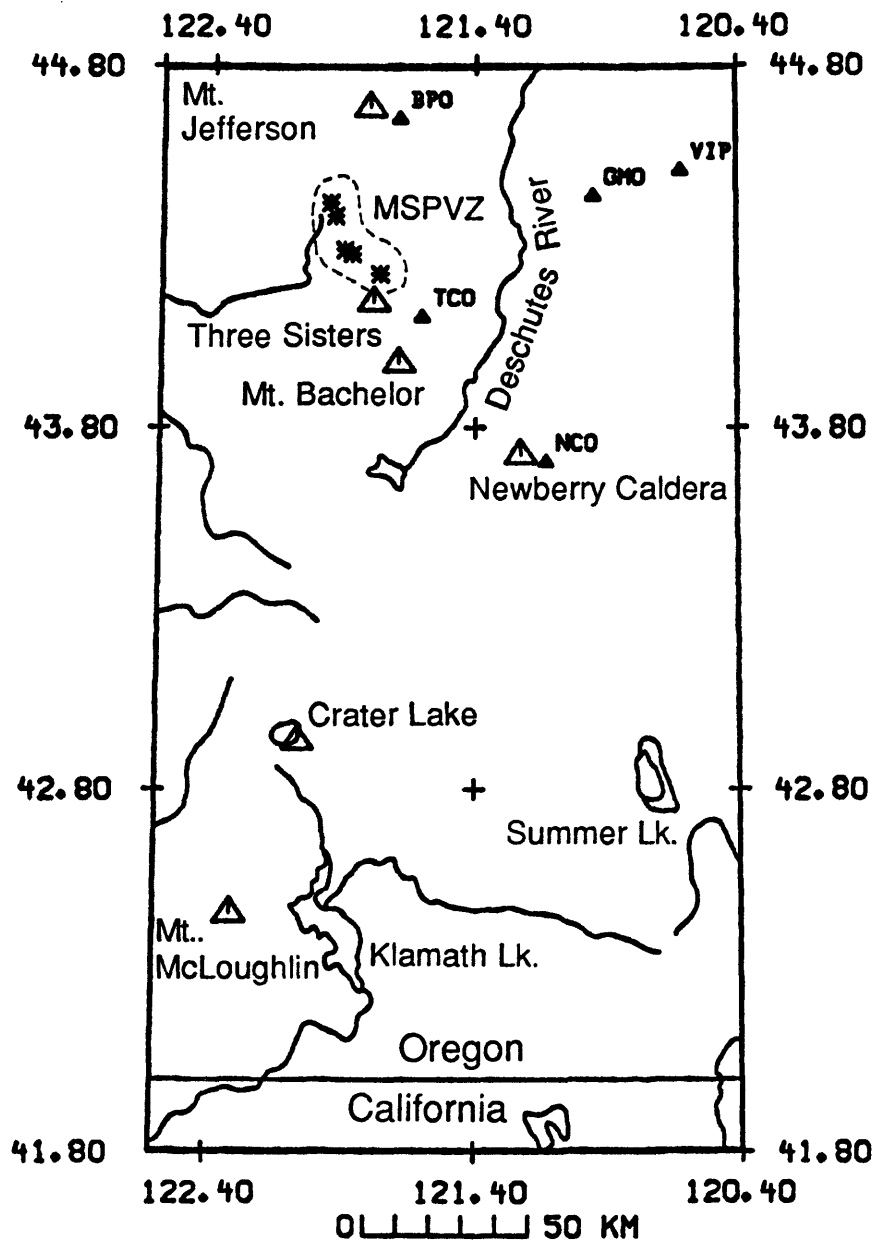 122.40 121.40 120.40
44.80 44.80
Mt.
Jefferson
BPO
VIP
GMO
MSPVZ
Deschutes River
TCO
Three Sisters
Mt. Bachelor
43.80 43.80
NCO
Newberry Caldera
Crater Lake
42.80 42.80
Summer Lk.
Mt..
McLoughlin
Klamath Lk.
Oregon
California
41.80 41.80
122.40 121.40 120.40
0 50 KM